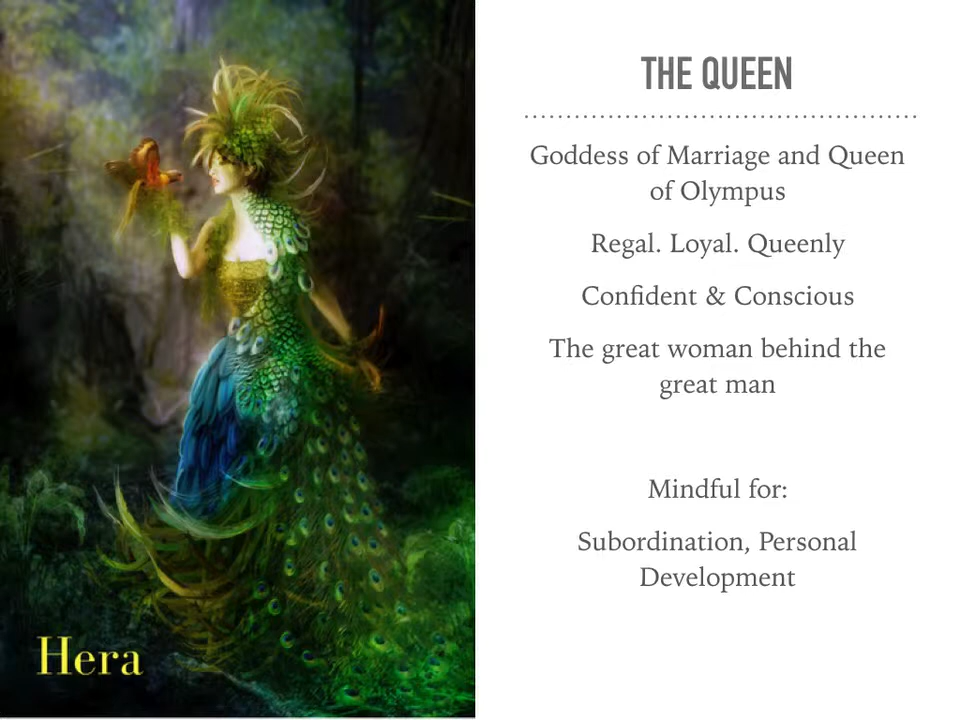 Hera
THE QUEEN
Goddess of Marriage and Queen
of Olympus
Regal. Loyal. Queenly
Confident & Conscious
The great woman behind the
great man
Mindful for:
Subordination, Personal
Development